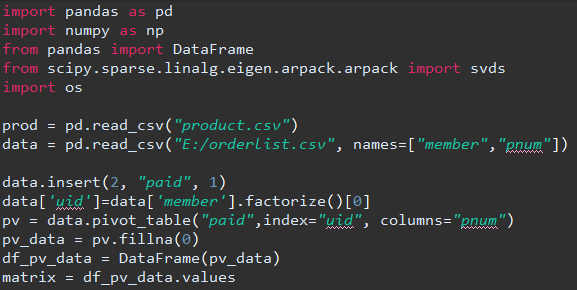 import pandas as pd
import numpy as np
from pandas import DataFrame
from scipy.sparse.linalg.eigen.arpack.arpack import svds
import os
prod = pd.read_csv("product.csv")
data = pd.read_csv("E:/orderlist.csv", names=["member","pnum"])
data.insert(2, "paid", 1)
data['uid']=data['member'].factorize()[0]
pv = data.pivot_table("paid",index="uid", columns="pnum")
pv_data = pv.fillna(0)
df_pv_data = DataFrame(pv_data)
matrix = df_pv_data.values